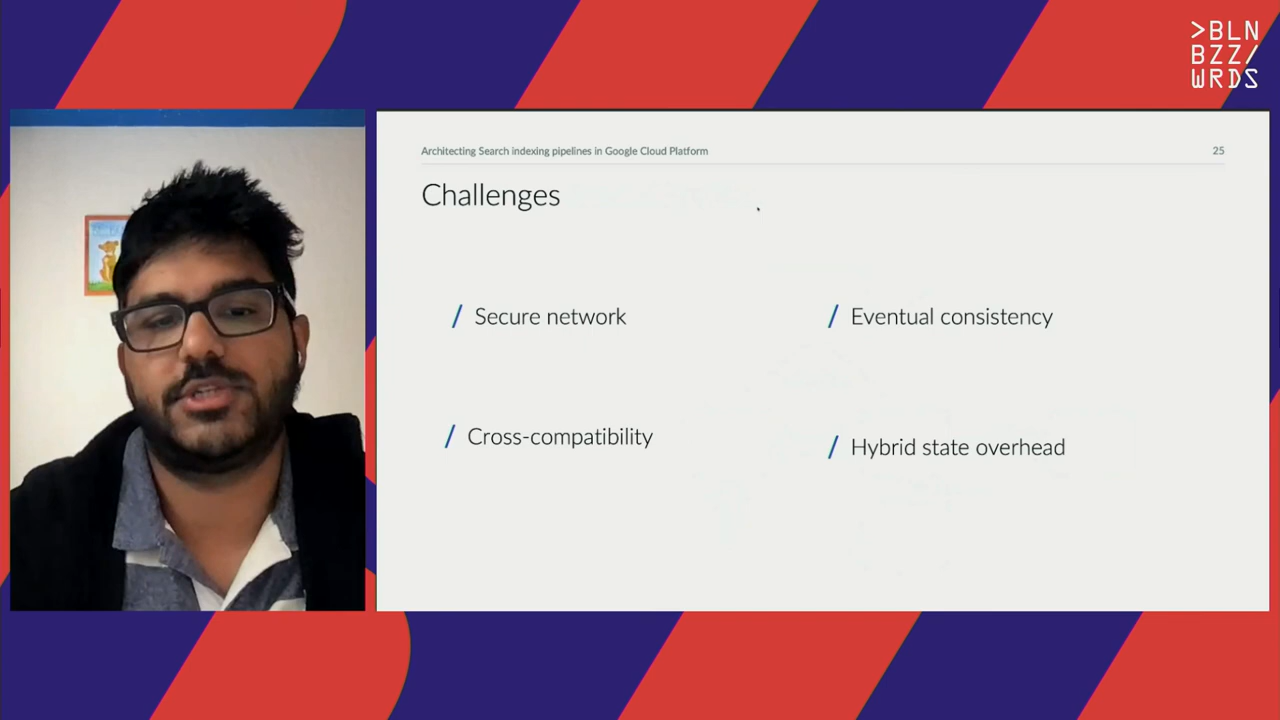 >BLN
BZZ/
WRDS
Architecting Search indexing pipelines in Google Cloud Platform
25
Challenges
/ Secure network
/ Eventual consistency
/ Cross-compatibility
/ Hybrid state overhead